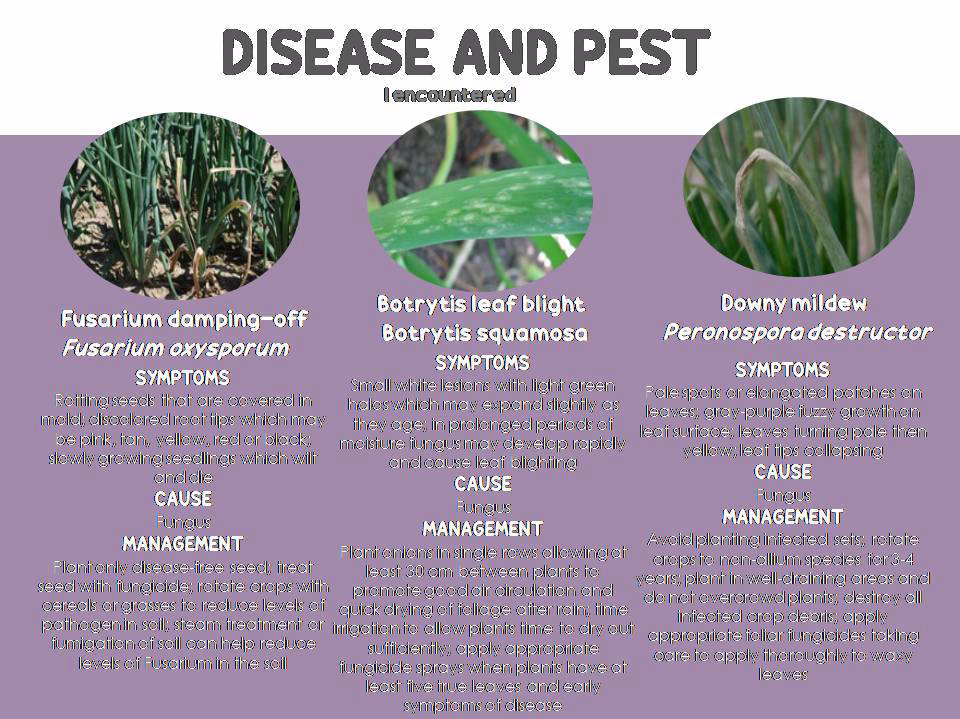 DISEASE AND PEST
I encountered
Fusarium damping-off
Fusarium oxysporum
SYMPTOMS
Rotting seeds that are covered in
mold; discolored root tips which may
be pink, tan, yellow, red or black;
slowly growing seedlings which wilt
and die
CAUSE
Fungus
MANAGEMENT
Plant only disease-free seed; treat
seed with fungicide; rotate crops with
cereals or grasses to reduce levels of
pathogen in soil; steam treatment or
fumigation of soil can help reduce
levels of Fusarium in the soil
Botrytis leaf blight
Botrytis squamosa
SYMPTOMS
Small white lesions with light green
halos which may expand slightly as
they age; in prolonged periods of
moisture fungus may develop rapidly
and cause leaf blighting
CAUSE
Fungus
MANAGEMENT
Plant onions in single rows allowing at
least 30 cm between plants to
promote good air circulation and
quick drying of foliage after rain; time
irrigation to allow plants time to dry out
sufficiently; apply appropriate
fungicide sprays when plants have at
least five true leaves and early
symptoms of disease
Downy mildew
Peronospora destructor
SYMPTOMS
Pale spots or elongated patches on
leaves; gray-purple fuzzy growth on
leaf surface; leaves turning pale then
yellow; leaf tips collapsing
CAUSE
Fungus
MANAGEMENT
Avoid planting infected sets; rotate
crops to non-allium species for 3-4
years; plant in well-draining areas and
do not overcrowd plants; destroy all
infected crop debris; apply
appropriate foliar fungicides taking
care to apply thoroughly to waxy
leaves